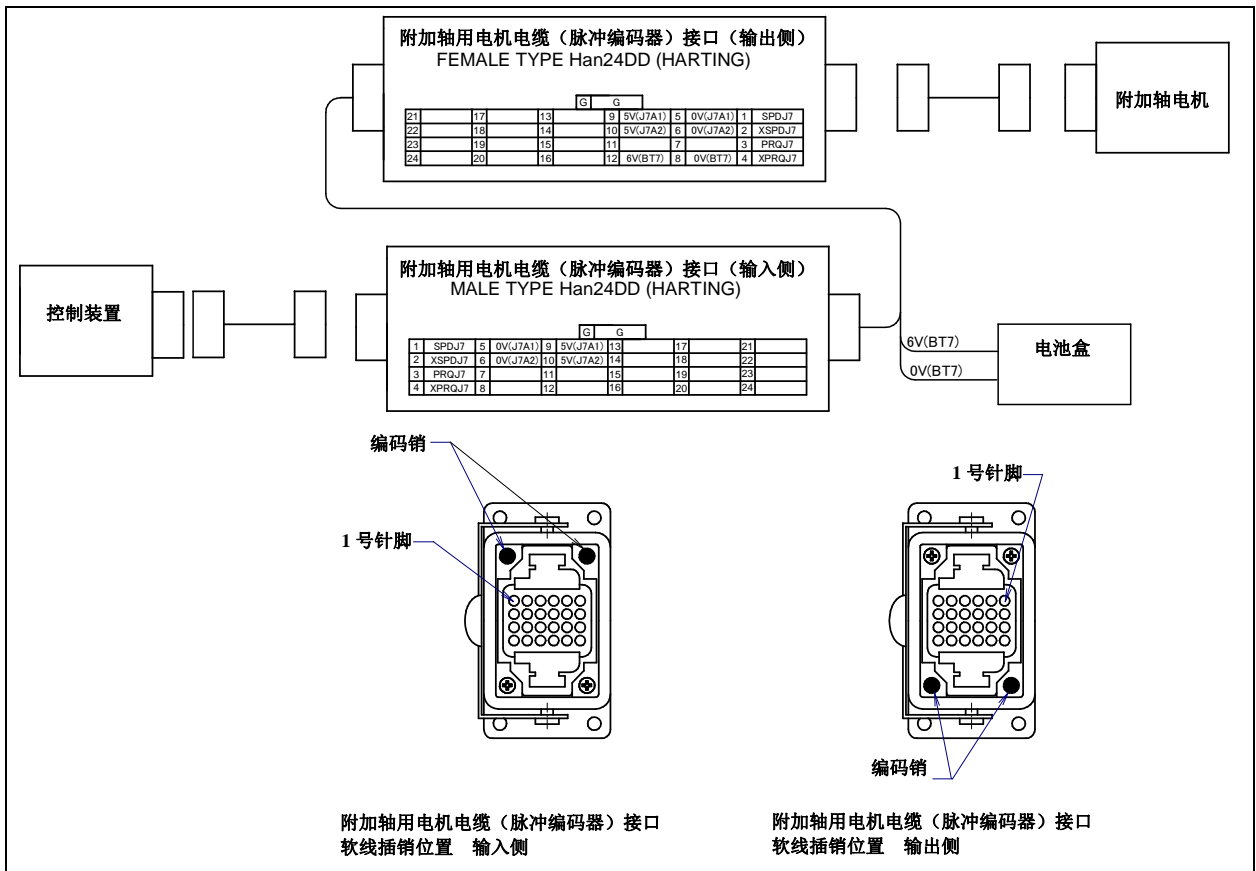 附加轴用电机电缆（脉冲编码器）接口（输出侧）
FEMALE TYPE Han24DD (HARTING)
G G
21 17 13 9 5V(J7A1) 5 0V(J7A1) 1 SPDJ7
22 18 14 10 5V(J7A2) 6 0V(J7A2) 2 XSPDJ7
23 19 15 11 7 3 PRQJ7
24 20 16 12 6V(BT7) 8 0V(BT7) 4 XPRQJ7
附加轴电机
控制装置
附加轴用电机电缆（脉冲编码器）接口（输入侧）
MALE TYPE Han24DD (HARTING)
G G
1 SPDJ7 5 0V(J7A1) 9 5V(J7A1) 13 17 21
2 XSPDJ7 6 0V(J7A2) 10 5V(J7A2) 14 18 22
3 PRQJ7 7 11 15 19 23
4 XPRQJ7 8 12 16 20 24
6V(BT7)
0V(BT7)
电池盒
编码销
1 号针脚
1 号针脚
编码销
附加轴用电机电缆（脉冲编码器）接口
软线插销位置 输入侧
附加轴用电机电缆（脉冲编码器）接口
软线插销位置 输出侧